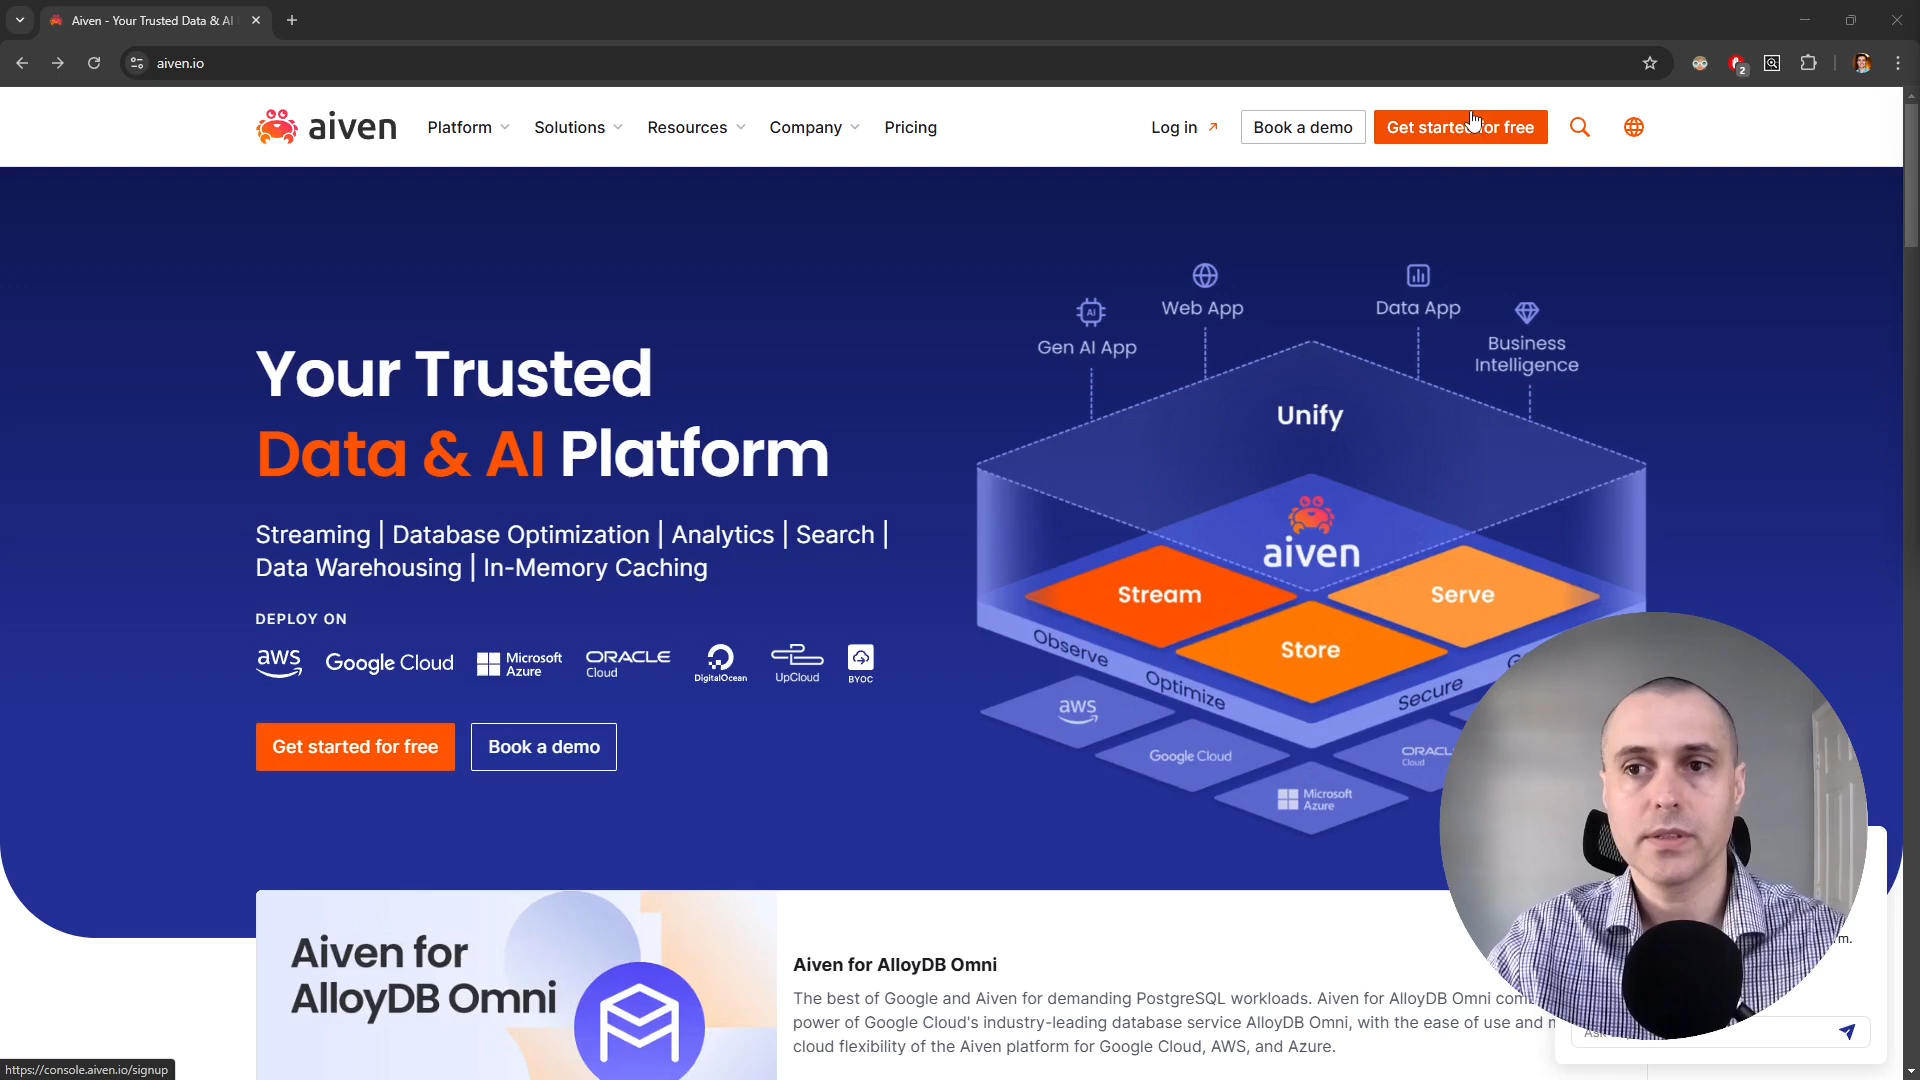 Aiven - Your Trusted Data & AI
aiven.io
2
aiven
Platform
Solutions
Resources
Company
Pricing
Log in
Book a demo
Get started for free
Your Trusted
Data & AI Platform
Streaming | Database Optimization | Analytics | Search |
Data Warehousing | In-Memory Caching
DEPLOY ON
aws
Google Cloud
Microsoft
Azure
ORACLE
Cloud
DigitalOcean
UpCloud
BYOC
Get started for free
Book a demo
Gen AI App
AI
Web App
Data App
Business
Intelligence
Unify
aiven
Stream
Serve
Store
Observe
Optimize
Secure
aws
Google Cloud
Microsoft
Azure
ORACL
Cloud
Aiven for
AlloyDB Omni
Aiven for AlloyDB Omni
The best of Google and Aiven for demanding PostgreSQL workloads. Aiven for AlloyDB Omni com
power of Google Cloud's industry-leading database service AlloyDB Omni, with the ease of use and
cloud flexibility of the Aiven platform for Google Cloud, AWS, and Azure.
m.
https://console.aiven.io/signup